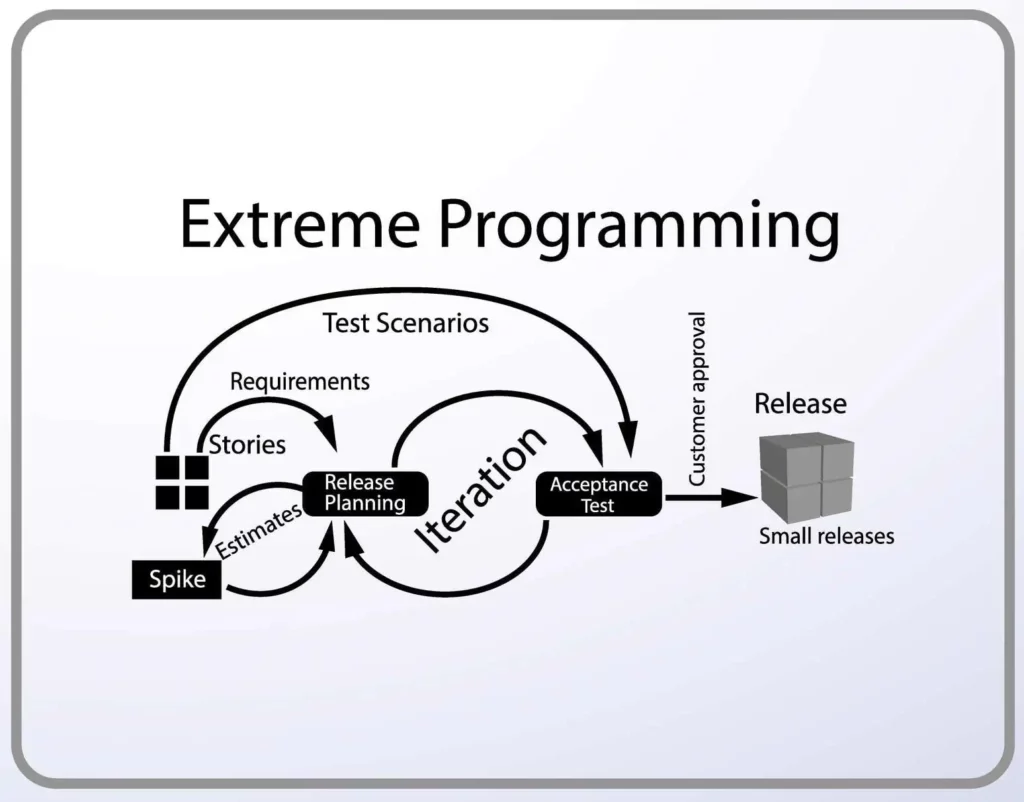 Extreme Programming
Test Scenarios
Requirements
Stories
Release
Planning
Estimates
Spike
Iteration
Acceptance
Test
Customer approval
Release
Small releases